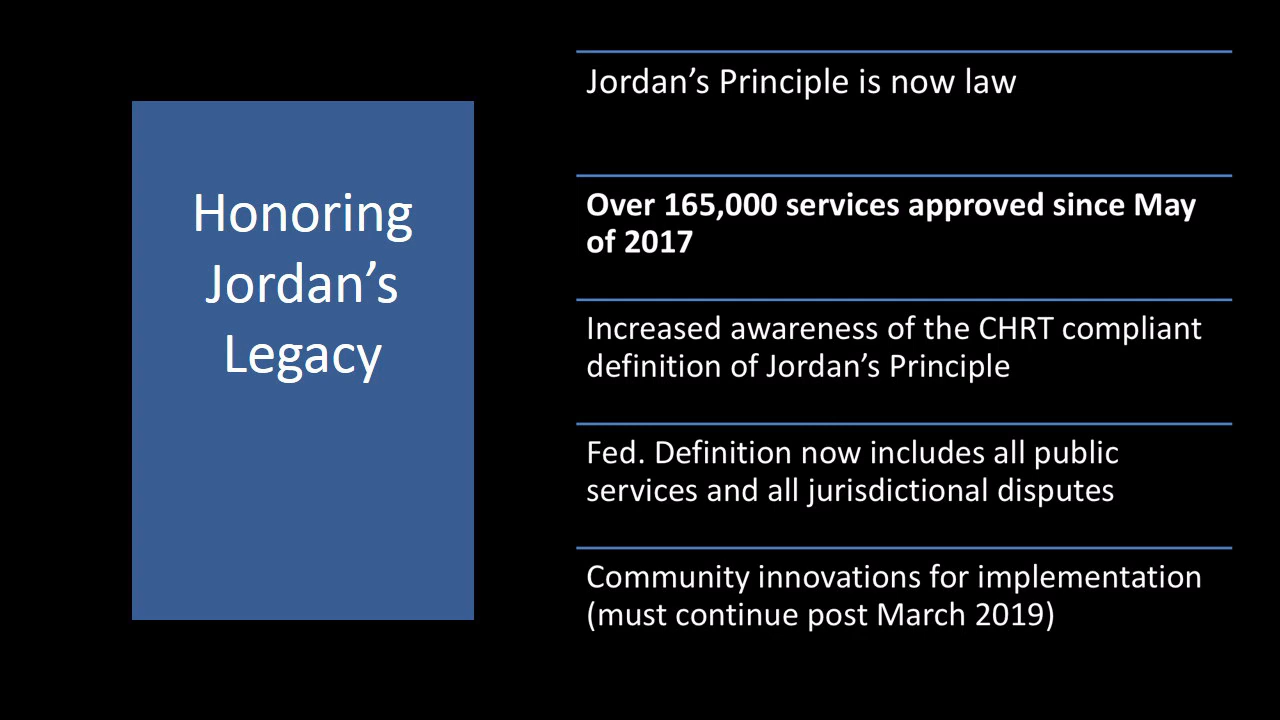 Honoring
Jordan’s
Legacy
Jordan’s Principle is now law
Over 165,000 services approved since May
of 2017
Increased awareness of the CHRT compliant
definition of Jordan’s Principle
Fed. Definition now includes all public
services and all jurisdictional disputes
Community innovations for implementation
(must continue post March 2019)